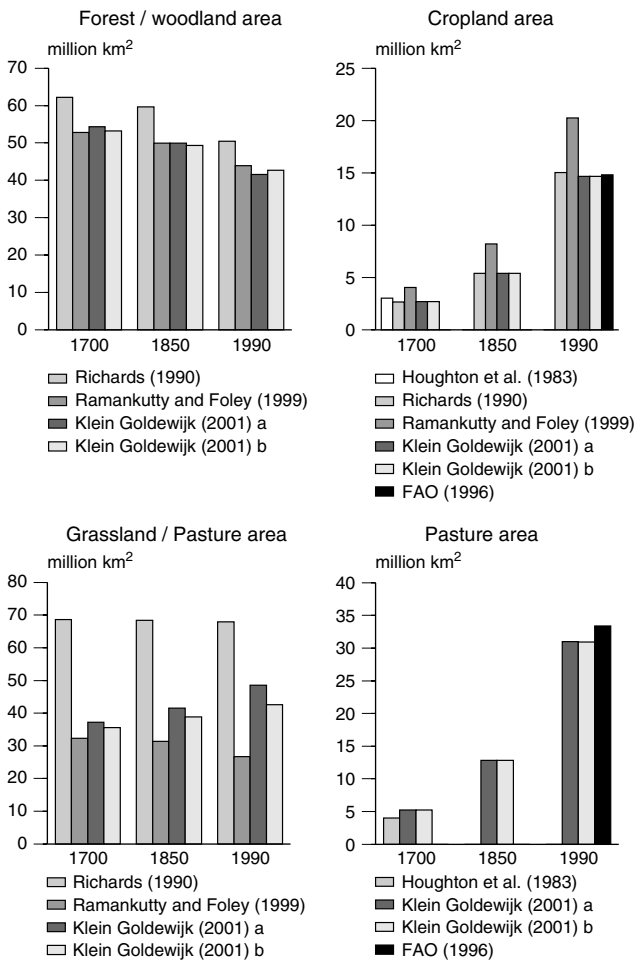 Forest / woodland area
million km2
70
60
50
40
30
20
10
0
1700 1850 1990
Richards (1990)
Ramankutty and Foley (1999)
Klein Goldewijk (2001) a
Klein Goldewijk (2001) b
Cropland area
million km2
25
20
15
10
5
0
1700 1850 1990
Houghton et al. (1983)
Richards (1990)
Ramankutty and Foley (1999)
Klein Goldewijk (2001) a
Klein Goldewijk (2001) b
FAO (1996)
Grassland / Pasture area
million km2
80
70
60
50
40
30
20
10
0
1700 1850 1990
Richards (1990)
Ramankutty and Foley (1999)
Klein Goldewijk (2001) a
Klein Goldewijk (2001) b
Pasture area
million km2
40
35
30
25
20
15
10
5
0
1700 1850 1990
Houghton et al. (1983)
Klein Goldewijk (2001) a
Klein Goldewijk (2001) b
FAO (1996)